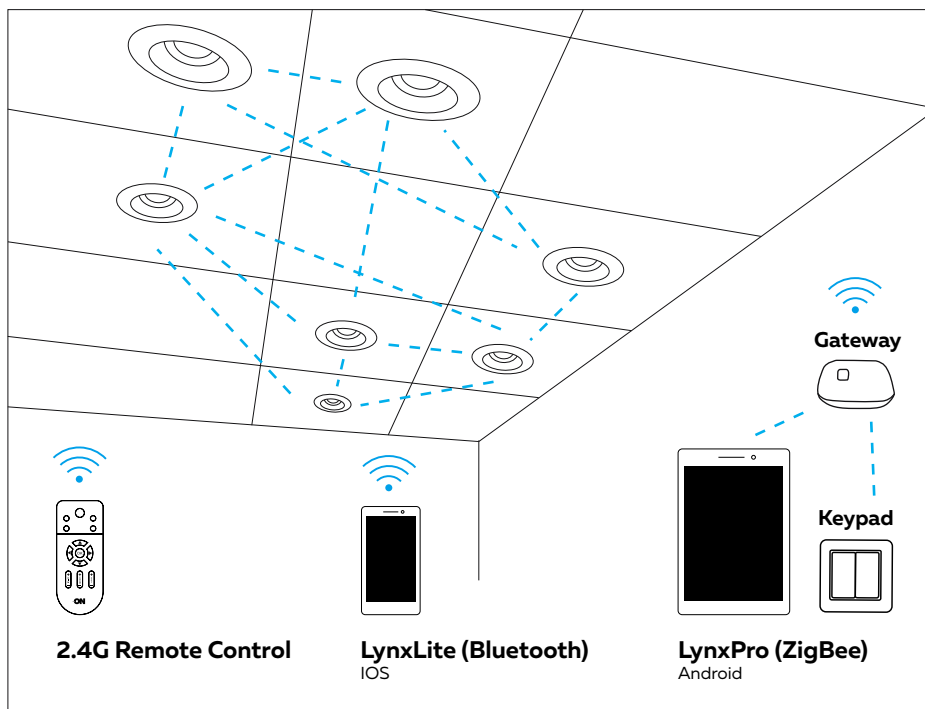 Gateway
Keypad
ON
2.4G Remote Control
LynxLite (Bluetooth)
IOS
LynxPro (ZigBee)
Android